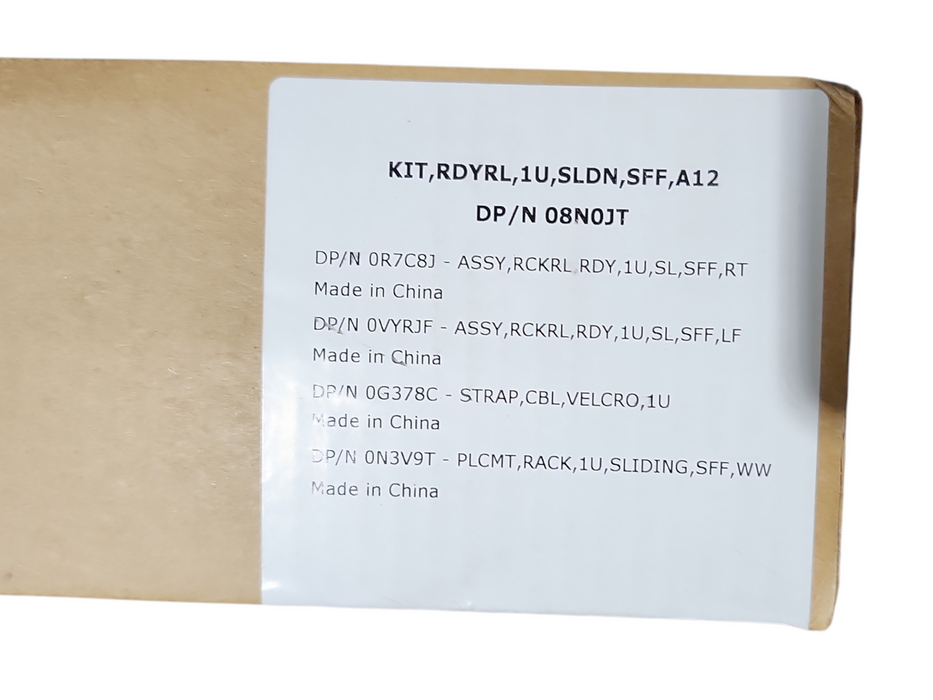 KIT,RDYRL,1U,SLDN,SFF,A12
DP/N 08N0JT
DP/N 0R7C8J - ASSY,RCKRL,RDY,1U,SL,SFF,RT
Made in China
DP/N 0VYRJF - ASSY,RCKRL,RDY,1U,SL,SFF,LF
Made in China
DP/N 0G378C - STRAP,CBL,VELCRO,1U
Made in China
DP/N 0N3V9T - PLCMT,RACK,1U,SLIDING,SFF,WW
Made in China